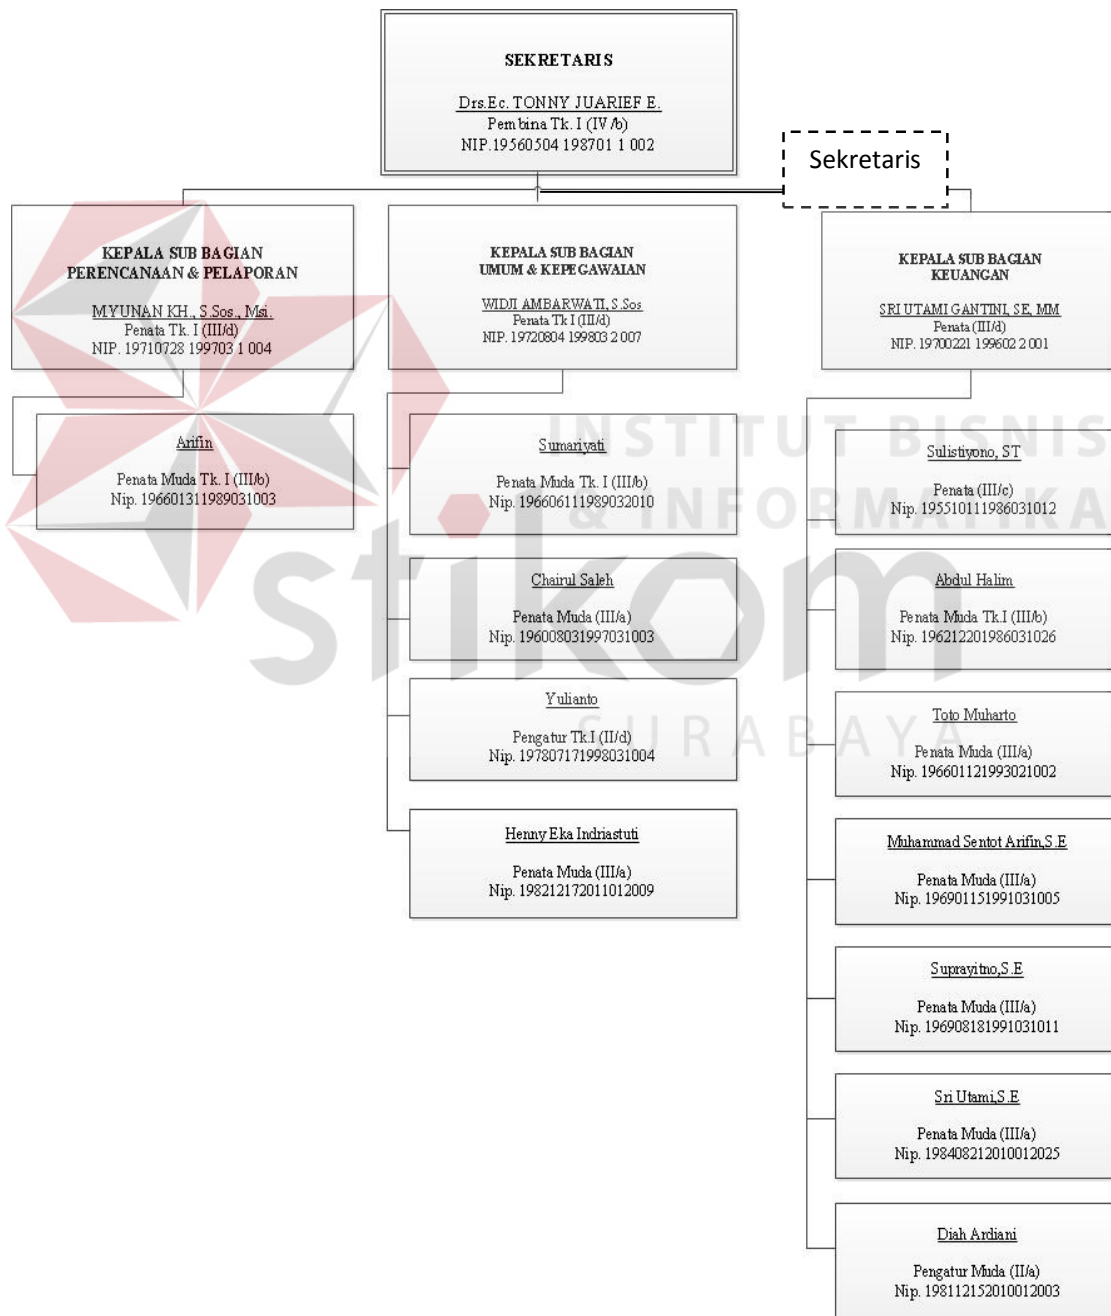 SEKRETARIS
Drs.Ec. TONNY JUARIEF E.
Pembina Tk. I (IV/b)
NIP.19560504 198701 1 002
Sekretaris
KEPALA SUB BAGIAN
PERENCANAAN & PELAPORAN
M.YUNAN KH., S.Sos., Msi.
Penata Tk. I (III/d)
NIP. 19710728 199703 1 004
KEPALA SUB BAGIAN
UMUM & KEPEGAWAIAN
WIDJI AMBARWATI, S.Sos
Penata Tk I (III/d)
NIP. 19720804 199803 2 007
KEPALA SUB BAGIAN
KEUANGAN
SRI UTAMI GANTINI, SE, MM
Penata (III/d)
NIP. 19700221 199602 2 001
Arifin
Penata Muda Tk. I (III/b)
Nip. 196601311989031003
Sumariyati
Penata Muda Tk. I (III/b)
Nip. 196606111989032010
Chairul Saleh
Penata Muda (III/a)
Nip. 196008031997031003
Yulianto
Pengatur Tk.I (II/d)
Nip. 197807171998031004
Henny Eka Indriastuti
Penata Muda (III/a)
Nip. 198212172011012009
Sulistiyono, ST
Penata (III/c)
Nip. 195510111986031012
Abdul Halim
Penata Muda Tk.I (III/b)
Nip. 196212201986031026
Toto Muharto
Penata Muda (III/a)
Nip. 196601121993021002
Muhammad Sentot Arifin,S.E
Penata Muda (III/a)
Nip. 196901151991031005
Suprayitno,S.E
Penata Muda (III/a)
Nip. 196908181991031011
Sri Utami,S.E
Penata Muda (III/a)
Nip. 198408212010012025
Diah Ardiani
Pengatur Muda (II/a)
Nip. 198112152010012003
INSTITUT BISNIS
& INFORMATIKA
stikom
SURABAYA